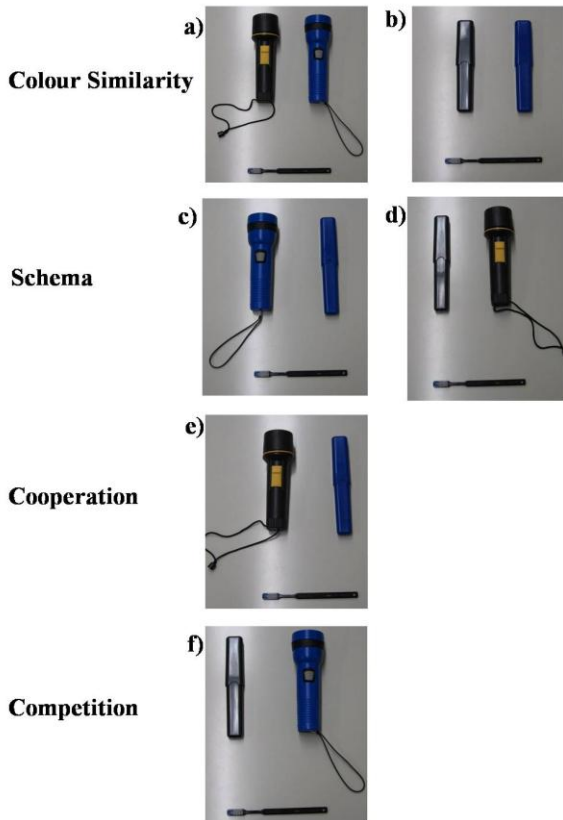 a)
b)
Colour Similarity
c)
d)
Schema
e)
Cooperation
f)
Competition